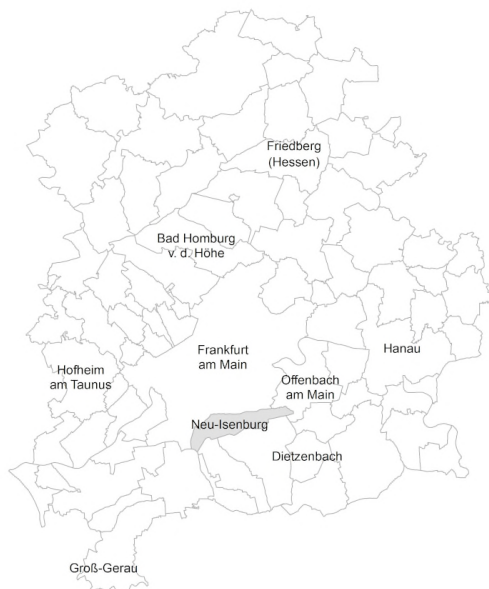 Friedberg
(Hessen)
Bad Homburg
v. d. Höhe
Frankfurt
am Main
Hanau
Hofheim
am Taunus
Offenbach
am Main
Neu-Isenburg
Dietzenbach
Groß-Gerau